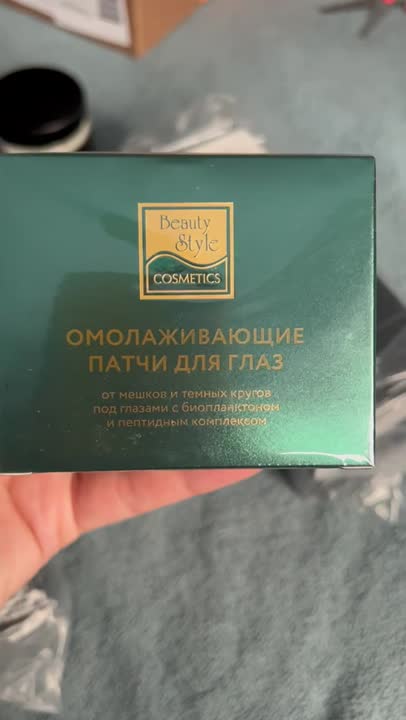 Beauty
Style
COSMETICS
ОМОЛАЖИВАЮЩИЕ
ПАТЧИ ДЛЯ ГЛАЗ
от мешков и темных кругов
под глазами с биопланктоном
и пептидным комплексом